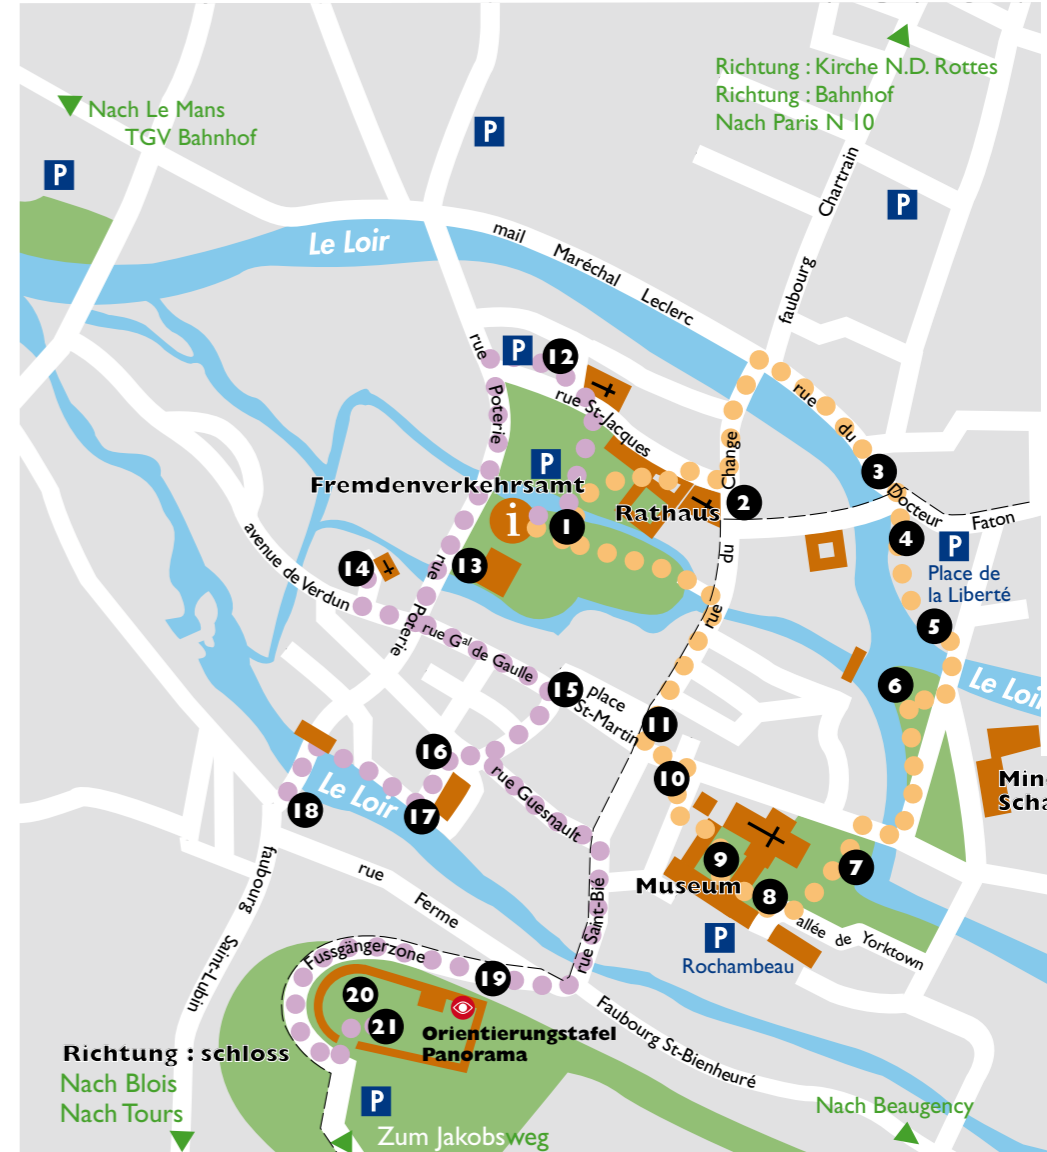 Richtung : Kirche N.D. Rottes
Richtung : Bahnhof
Nach Paris N 10
Nach Le Mans
TGV Bahnhof
P
P
P
faubourg Chartrain
Le Loir
mail Maréchal Leclerc
rue Poterie
P
12
rue St-Jacques
rue du Docteur Faton
3
P
Fremdenverkehrsamt
i
1
Rathaus
2
rue du Change
4
P
Place de
la Liberté
5
avenue de Verdun
14
13
rue Poterie
rue Gal de Gaulle
6
Le Loir
15
place
St-Martin
11
10
16
rue Guesnault
Le Loir
17
18
Min
Scha
9
Museum
8
7
allée de Yorktown
P
Rochambeau
faubourg Saint-Lubin
rue Ferme
rue Saint-Bié
Fussgängerzone
19
20
21
Orientierungstafel
Panorama
Faubourg St-Bienheuré
Richtung : schloss
Nach Blois
Nach Tours
P
Zum Jakobsweg
Nach Beaugency